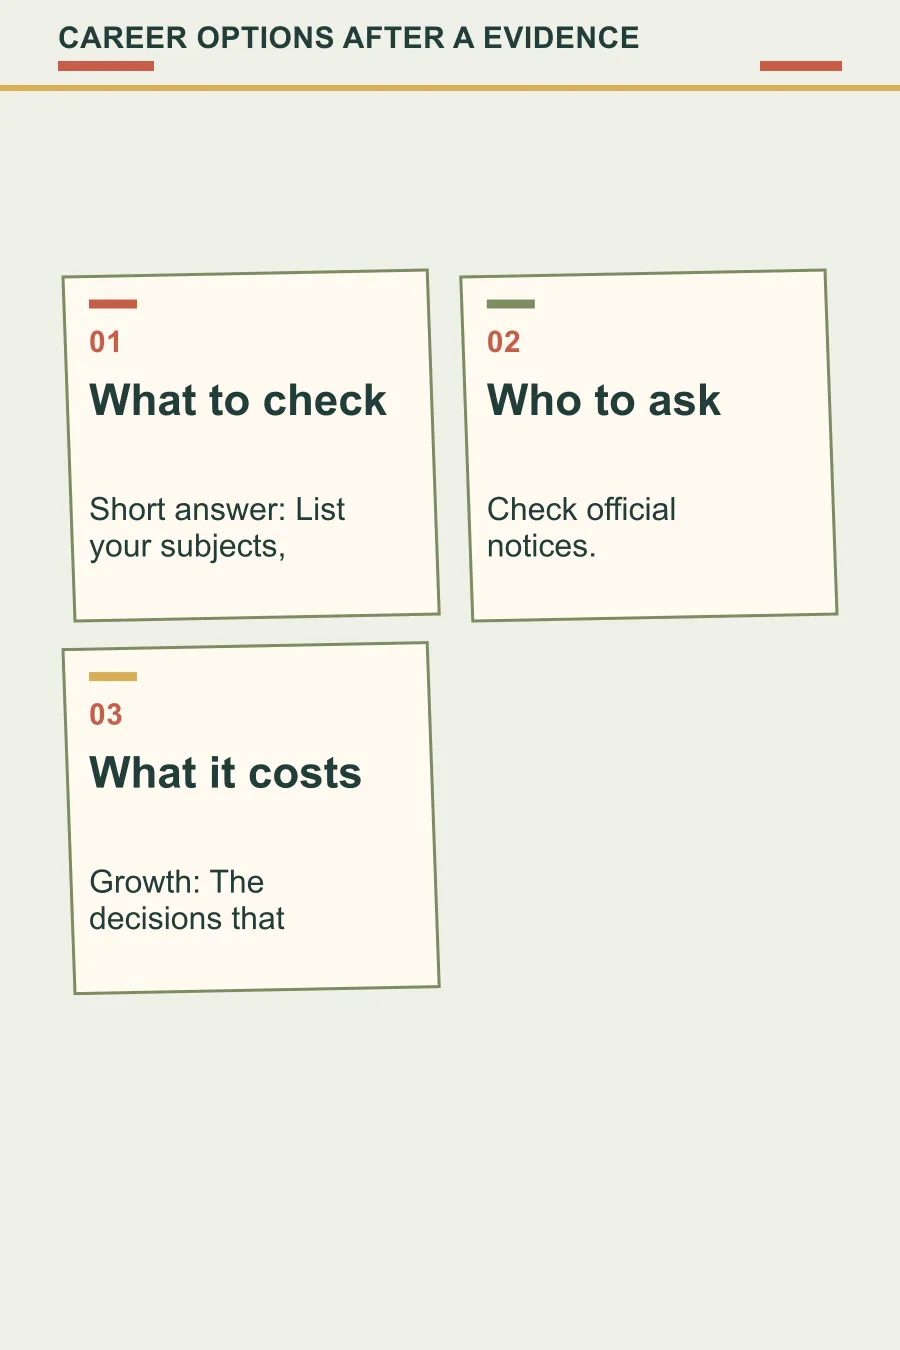 CAREER OPTIONS AFTER A EVIDENCE
01
What to check
Short answer: List
your subjects,
02
Who to ask
Check official
notices.
03
What it costs
Growth: The
decisions that